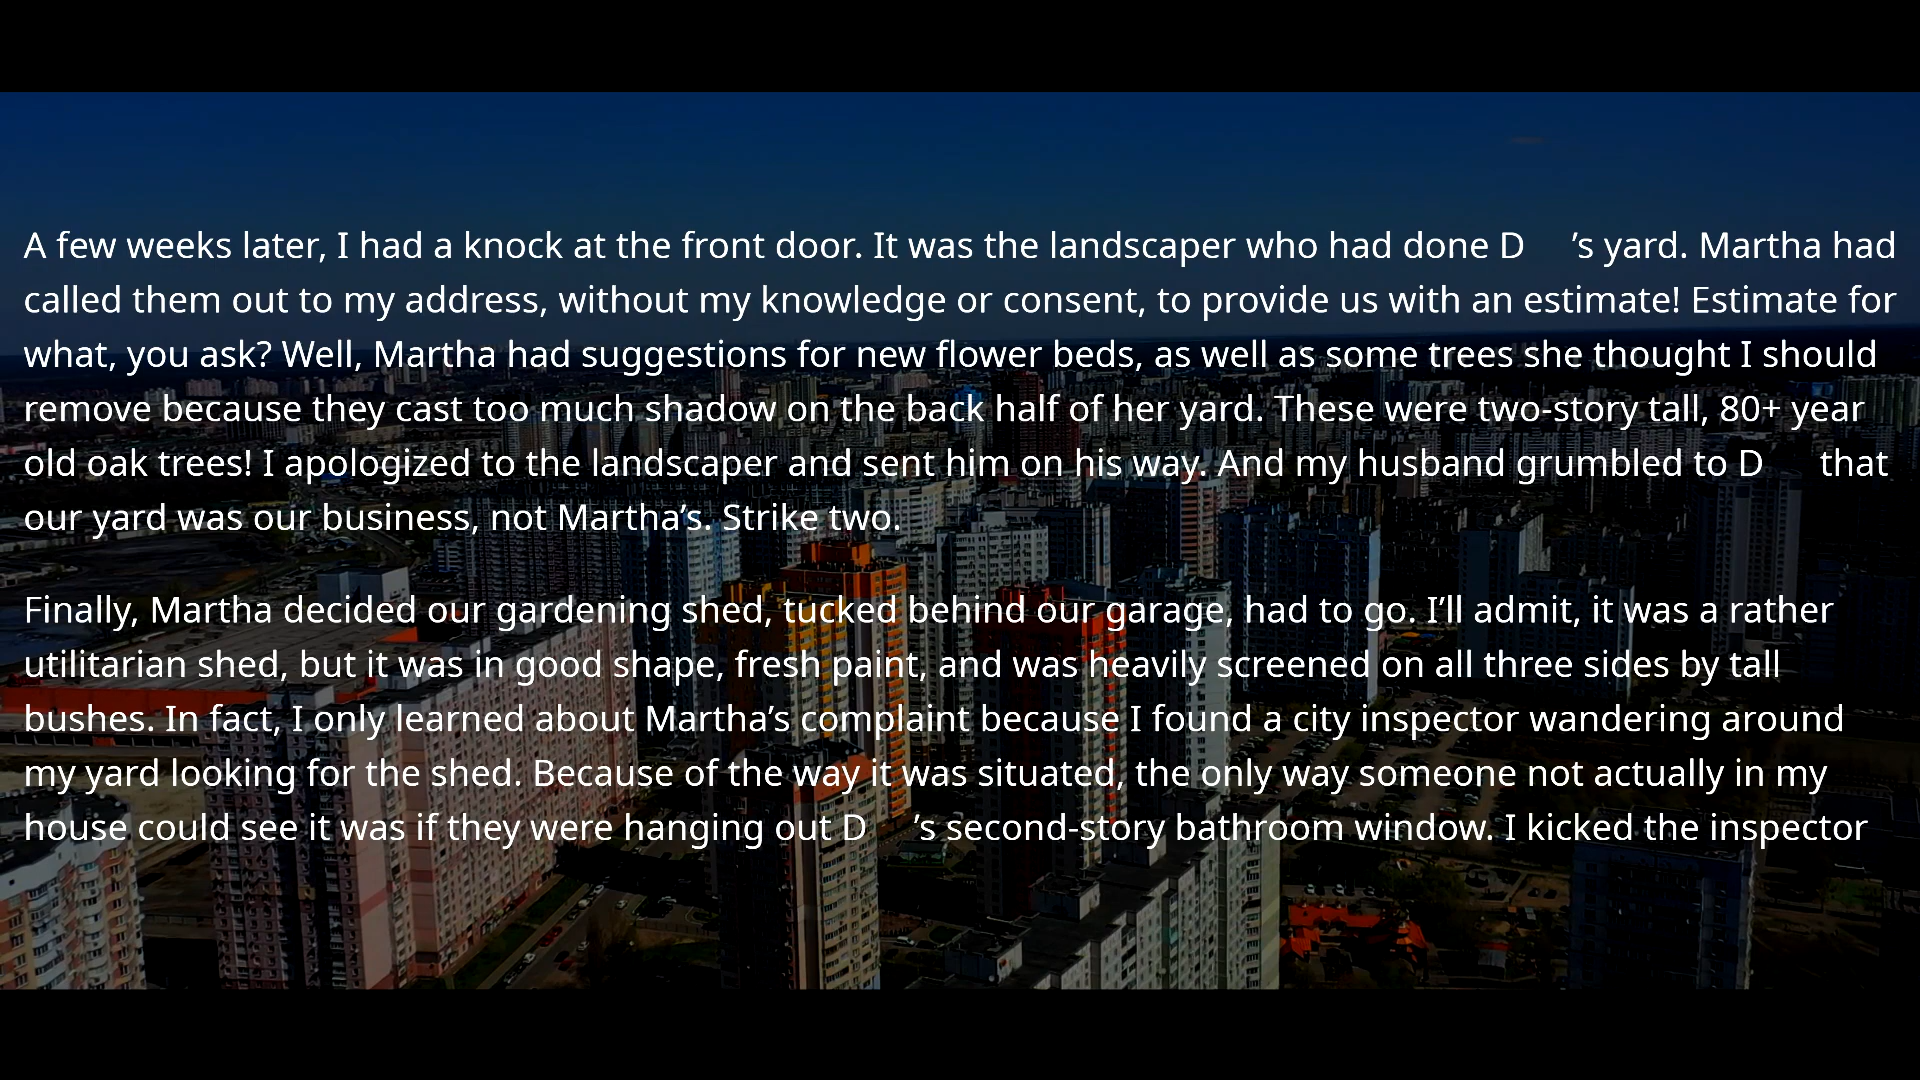 A few weeks later, I had a knock at the front door. It was the landscaper who had done D ’s yard. Martha had
called them out to my address, without my knowledge or consent, to provide us with an estimate! Estimate for
what, you ask? Well, Martha had suggestions for new flower beds, as well as some trees she thought I should
remove because they cast too much shadow on the back half of her yard. These were two-story tall, 80+ year
old oak trees! I apologized to the landscaper and sent him on his way. And my husband grumbled to D that
our yard was our business, not Martha’s. Strike two.
Finally, Martha decided our gardening shed, tucked behind our garage, had to go. I’ll admit, it was a rather
utilitarian shed, but it was in good shape, fresh paint, and was heavily screened on all three sides by tall
bushes. In fact, I only learned about Martha’s complaint because I found a city inspector wandering around
my yard looking for the shed. Because of the way it was situated, the only way someone not actually in my
house could see it was if they were hanging out D ’s second-story bathroom window. I kicked the inspector